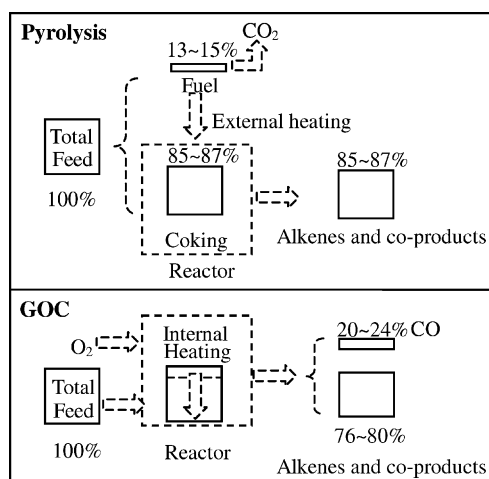 Pyrolysis
CO2
13~15%
Fuel
External heating
Total
Feed
100%
85~87%
Coking
Reactor
85~87%
Alkenes and co-products
GOC
O2
Total
Feed
100%
Internal
Heating
Reactor
20~24% CO
76~80%
Alkenes and co-products